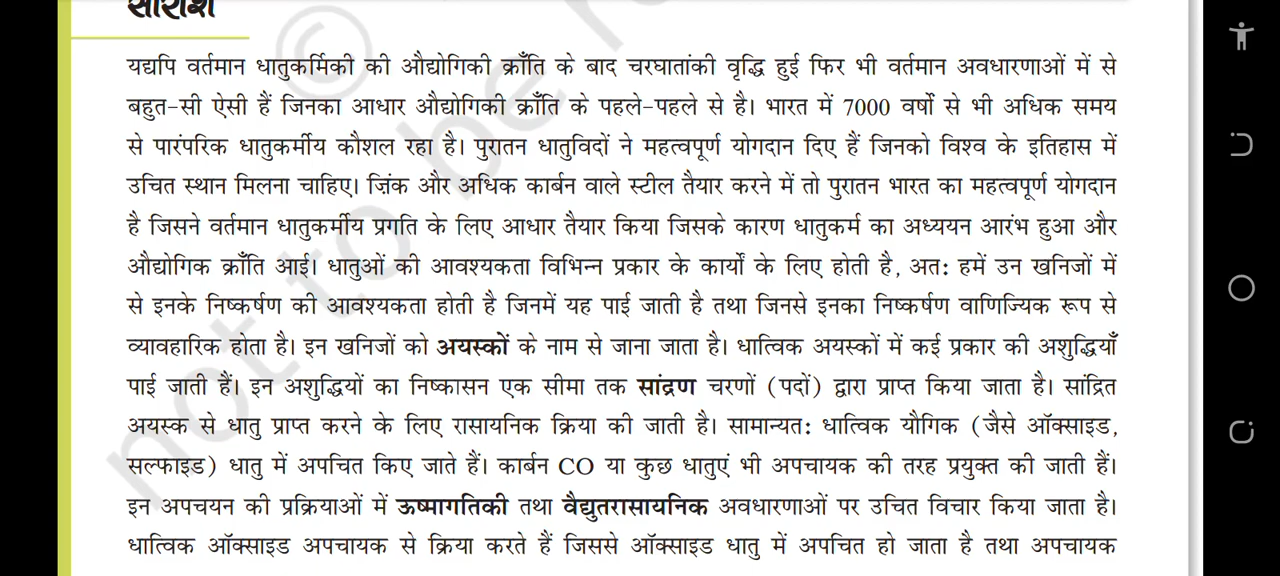 सारांश
यद्यपि वर्तमान धातुकर्मिकी की औद्योगिकी क्राँति के बाद चरघातांकी वृद्धि हुई फिर भी वर्तमान अवधारणाओं में से
बहुत-सी ऐसी हैं जिनका आधार औद्योगिकी क्राँति के पहले-पहले से है। भारत में 7000 वर्षों से भी अधिक समय
से पारंपरिक धातुकर्मीय कौशल रहा है। पुरातन धातुविदों ने महत्वपूर्ण योगदान दिए हैं जिनको विश्व के इतिहास में
उचित स्थान मिलना चाहिए। जिंक और अधिक कार्बन वाले स्टील तैयार करने में तो पुरातन भारत का महत्वपूर्ण योगदान
है जिसने वर्तमान धातुकर्मीय प्रगति के लिए आधार तैयार किया जिसके कारण धातुकर्म का अध्ययन आरंभ हुआ और
औद्योगिक क्राँति आई। धातुओं की आवश्यकता विभिन्न प्रकार के कार्यों के लिए होती है, अतः हमें उन खनिजों में
से इनके निष्कर्षण की आवश्यकता होती है जिनमें यह पाई जाती है तथा जिनसे इनका निष्कर्षण वाणिज्यिक रूप से
व्यावहारिक होता है। इन खनिजों को अयस्कों के नाम से जाना जाता है। धात्विक अयस्कों में कई प्रकार की अशुद्धियाँ
पाई जाती हैं। इन अशुद्धियों का निष्कासन एक सीमा तक सांद्रण चरणों (पदों) द्वारा प्राप्त किया जाता है। सांद्रित
अयस्क से धातु प्राप्त करने के लिए रासायनिक क्रिया की जाती है। सामान्यतः धात्विक यौगिक (जैसे ऑक्साइड,
सल्फाइड) धातु में अपचित किए जाते हैं। कार्बन CO या कुछ धातुएं भी अपचायक की तरह प्रयुक्त की जाती हैं।
इन अपचयन की प्रक्रियाओं में ऊष्मागतिकी तथा वैद्युतरासायनिक अवधारणाओं पर उचित विचार किया जाता है।
धात्विक ऑक्साइड अपचायक से क्रिया करते हैं जिससे ऑक्साइड धातु में अपचित हो जाता है तथा अपचायक
© not to be r